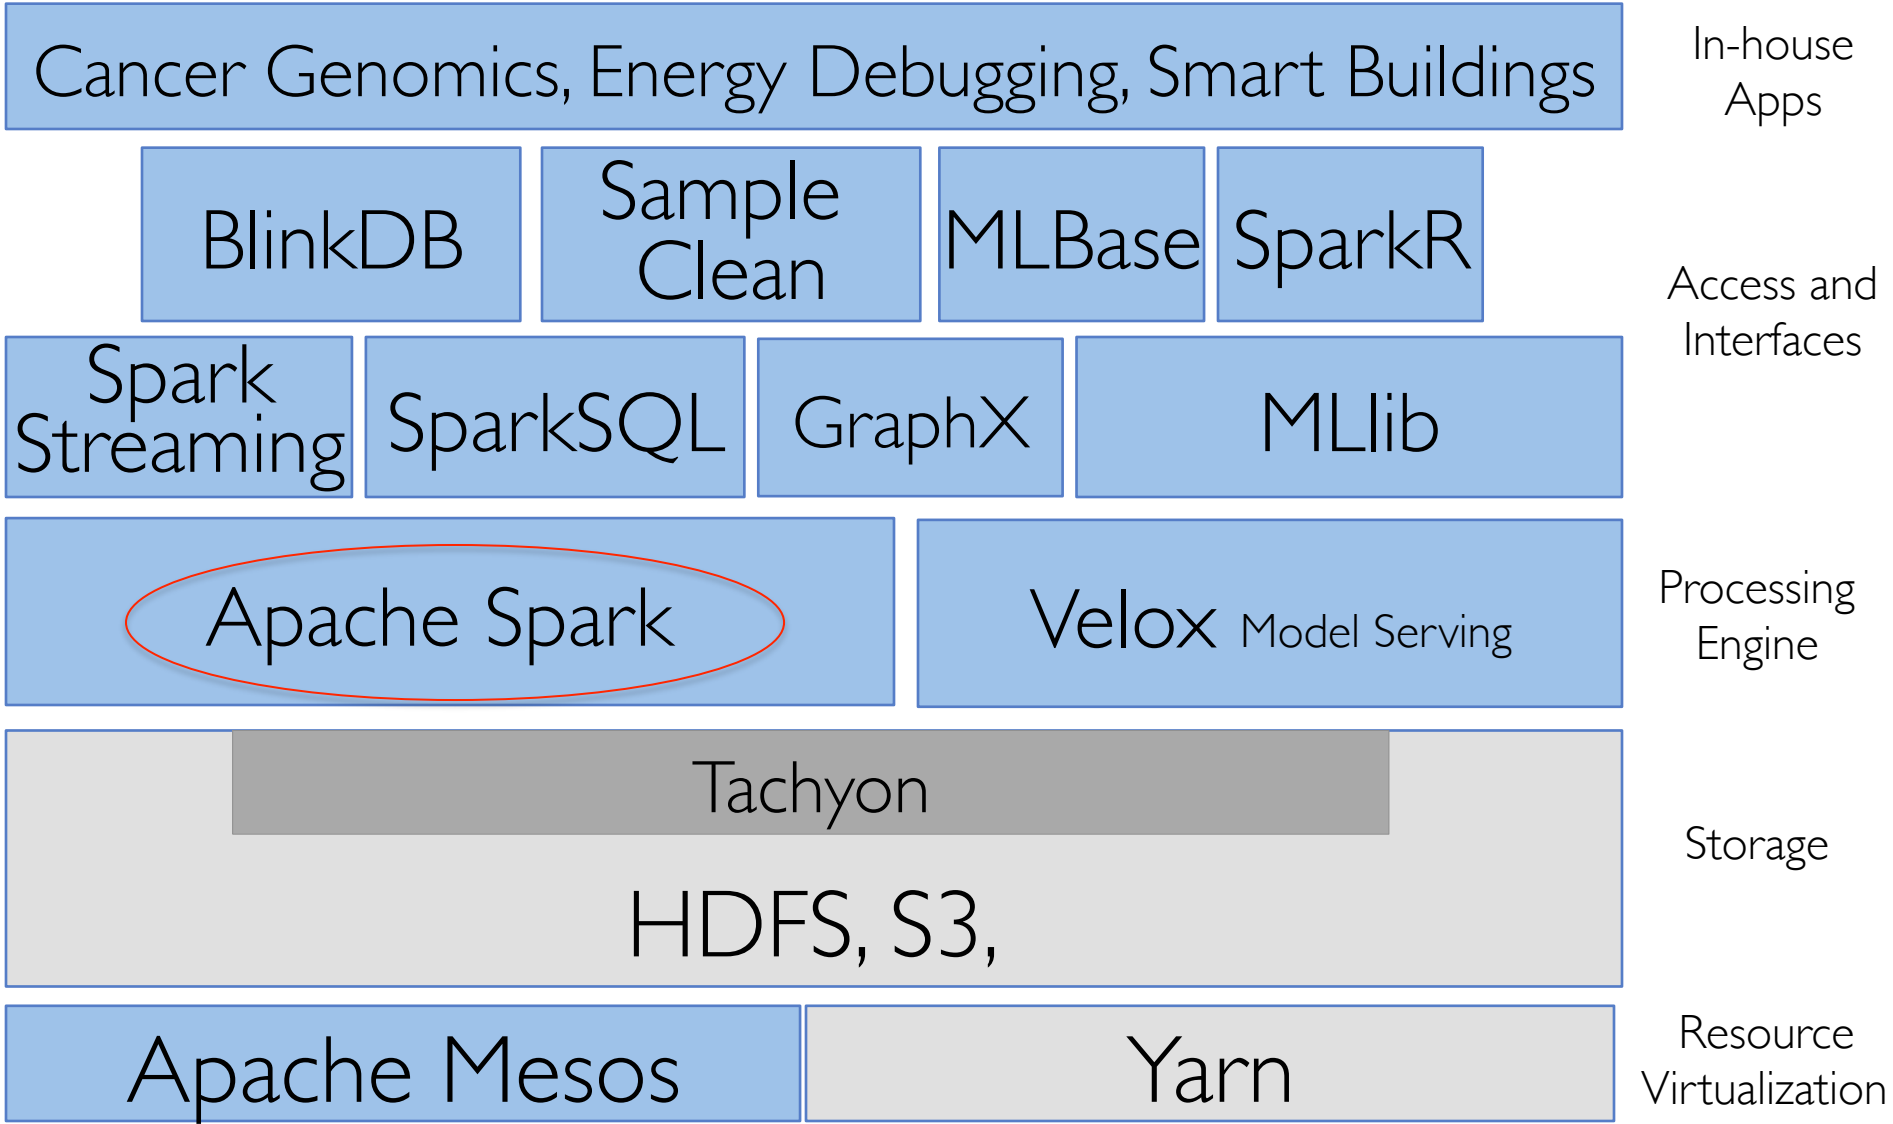 Cancer Genomics, Energy Debugging, Smart Buildings
In-house
Apps
BlinkDB
Sample
Clean
MLBase
SparkR
Access and
Interfaces
Spark
Streaming
SparkSQL
GraphX
MLlib
Apache Spark
Velox Model Serving
Processing
Engine
Tachyon
HDFS, S3,
Storage
Apache Mesos
Yarn
Resource
Virtualization